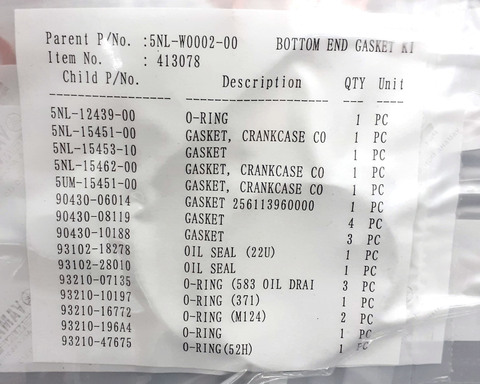 Parent P/No. :5NL-W0002-00 BOTTOM END GASKET KI
Item No. : 413078
Child P/No. Description QTY Unit
5NL-12439-00 O-RING 1 PC
5NL-15451-00 GASKET, CRANKCASE CO 1 PC
5NL-15453-10 GASKET 1 PC
5NL-15462-00 GASKET, CRANKCASE CO 1 PC
5UM-15451-00 GASKET, CRANKCASE CO 1 PC
90430-06014 GASKET 256113960000 1 PC
90430-08119 GASKET 4 PC
90430-10188 GASKET 3 PC
93102-18278 OIL SEAL (22U) 1 PC
93102-28010 OIL SEAL 1 PC
93210-07135 O-RING (583 OIL DRAI 3 PC
93210-10197 O-RING (371) 1 PC
93210-16772 O-RING (M124) 2 PC
93210-196A4 O-RING 1 PC
93210-47675 O-RING(52H) 1 PC